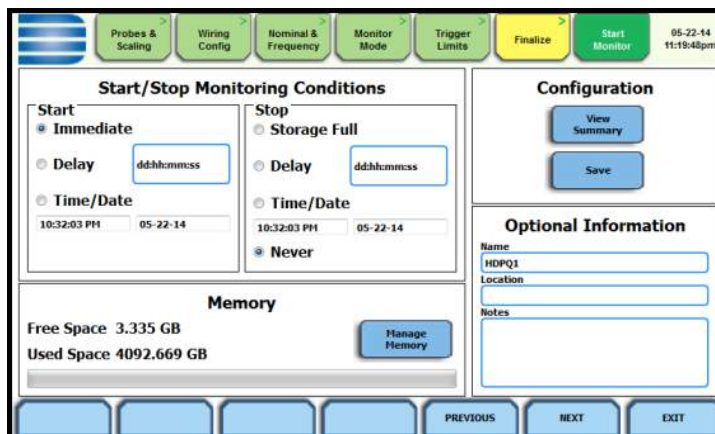 Probes & Scaling
Wiring Config
Nominal & Frequency
Monitor Mode
Trigger Limits
Finalize
Start Monitor
05-22-14
11:19:48pm
Start/Stop Monitoring Conditions
Start
Immediate
Delay dd:hh:mm:ss
Time/Date
10:32:03 PM 05-22-14
Stop
Storage Full
Delay dd:hh:mm:ss
Time/Date
10:32:03 PM 05-22-14
Never
Configuration
View Summary
Save
Memory
Free Space 3.335 GB
Used Space 4092.669 GB
Manage Memory
Optional Information
Name
HDPQ1
Location
Notes
PREVIOUS NEXT EXIT